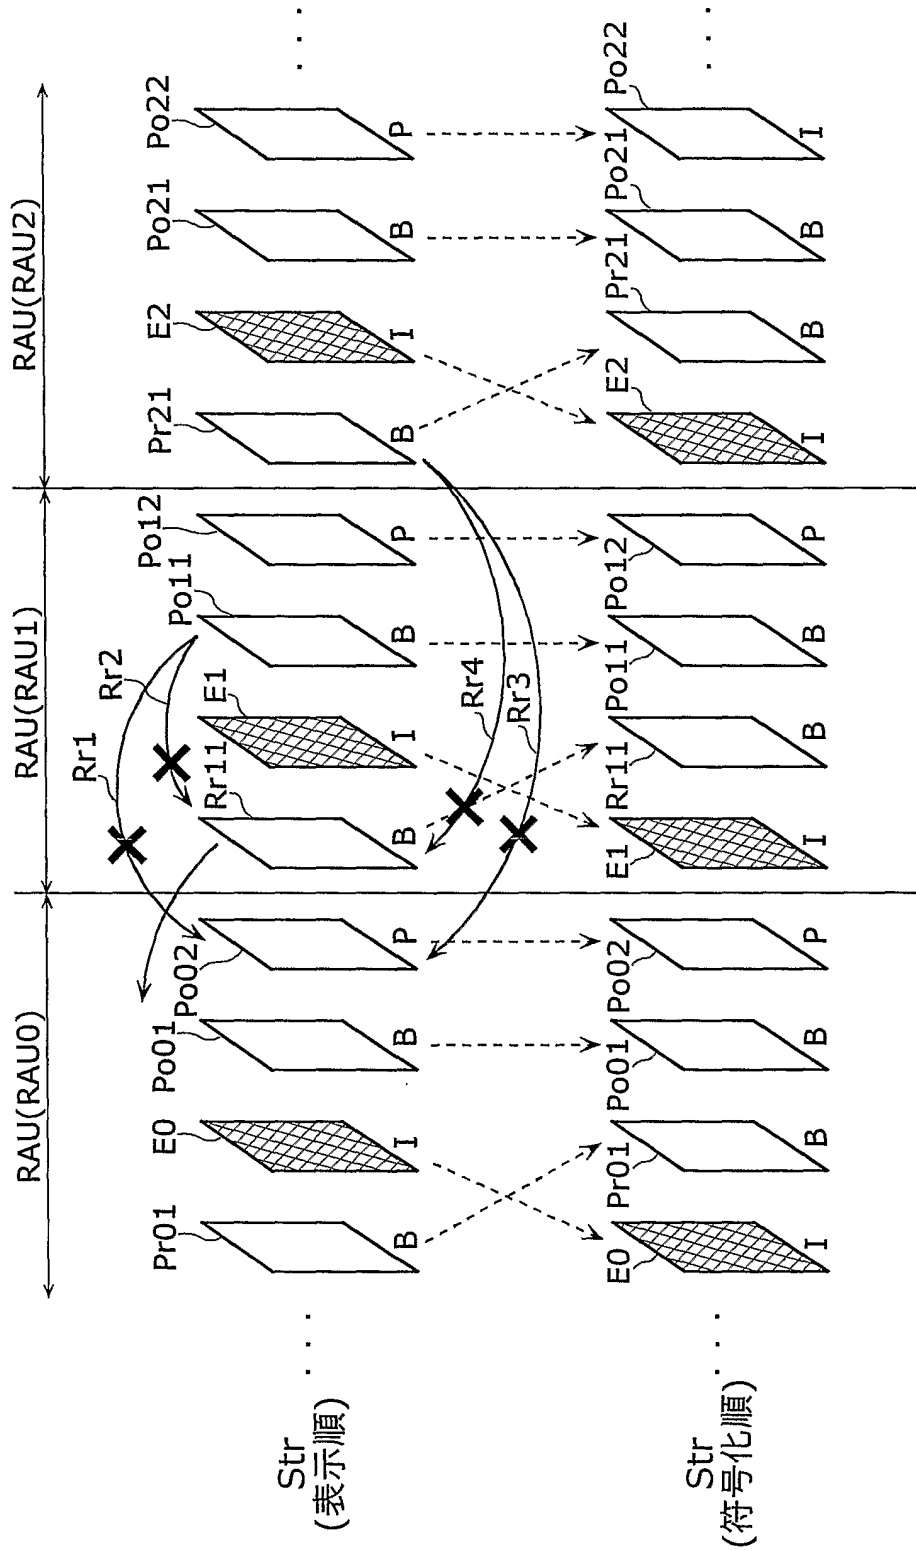 RAU(RAU0)
RAU(RAU1)
RAU(RAU2)
Rr1
Rr2
Pr01
E0
Po01
Po02
Rr11
E1
Po11
Po12
Pr21
E2
Po21
Po22
Str
(表示順)
. . .
B
I
B
P
B
I
B
P
B
I
B
P
. . .
Rr4
Rr3
E0
Pr01
Po01
Po02
E1
Rr11
Po11
Po12
E2
Pr21
Po21
Po22
Str
(符号化順)
. . .
I
B
B
P
I
B
B
P
I
B
B
I
. . .